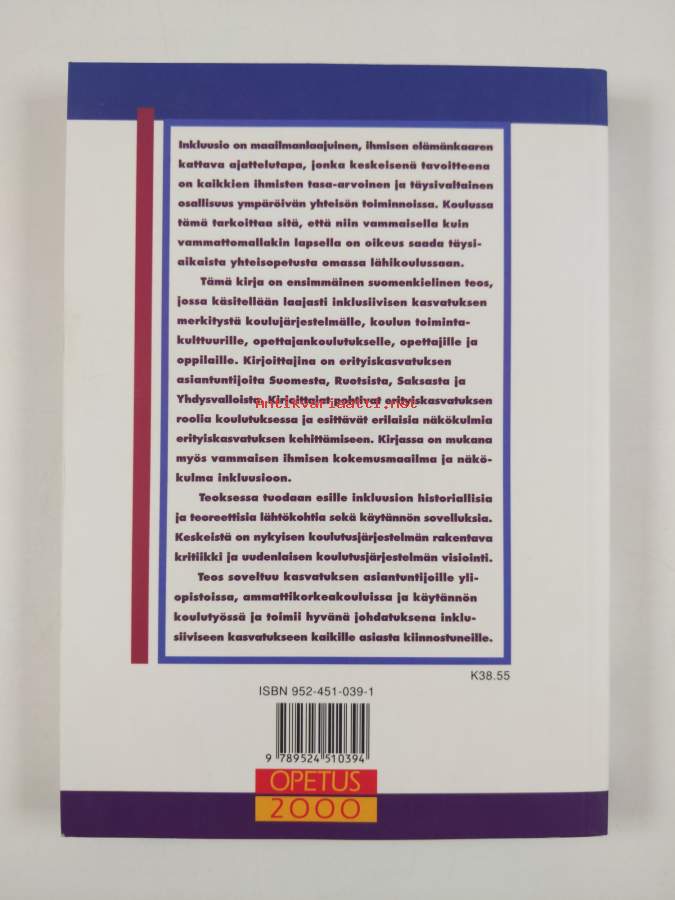 Inkluusio on maailmanlaajuinen, ihmisen elämänkaaren
kattava ajattelutapa, jonka keskeisenä tavoitteena
on kaikkien ihmisten tasa-arvoinen ja täysivaltainen
osallisuus ympäröivän yhteisön toiminnoissa. Koulussa
tämä tarkoittaa sitä, että niin vammaisella kuin
vammattomallakin lapsella on oikeus saada täysi-
aikaista yhteisopetusta omassa lähikoulussaan.
Tämä kirja on ensimmäinen suomenkielinen teos,
jossa käsitellään laajasti inklusiivisen kasvatuksen
merkitystä koulujärjestelmälle, koulun toiminta-
kulttuurille, opettajankoulutukselle, opettajille ja
oppilaille. Kirjoittajina on erityiskasvatuksen
asiantuntijoita Suomesta, Ruotsista, Saksasta ja
Yhdysvalloista. Kirjoittajat pohtivat erityiskasvatuksen
Antikvariaatti.net
roolia koulutuksessa ja esittävät erilaisia näkökulmia
erityiskasvatuksen kehittämiseen. Kirjassa on mukana
myös vammaisen ihmisen kokemusmaailma ja näkö-
kulma inkluusioon.
Teoksessa tuodaan esille inkluusion historiallisia
ja teoreettisia lähtökohtia sekä käytännön sovelluksia.
Keskeistä on nykyisen koulutusjärjestelmän rakentava
kritiikki ja uudenlaisen koulutusjärjestelmän visiointi.
Teos soveltuu kasvatuksen asiantuntijoille yli-
opistoissa, ammattikorkeakouluissa ja käytännön
koulutyössä ja toimii hyvänä johdatuksena inklu-
siiviseen kasvatukseen kaikille asiasta kiinnostuneille.
K38.55
ISBN 952-451-039-1
9 789524 510394
OPETUS
2000